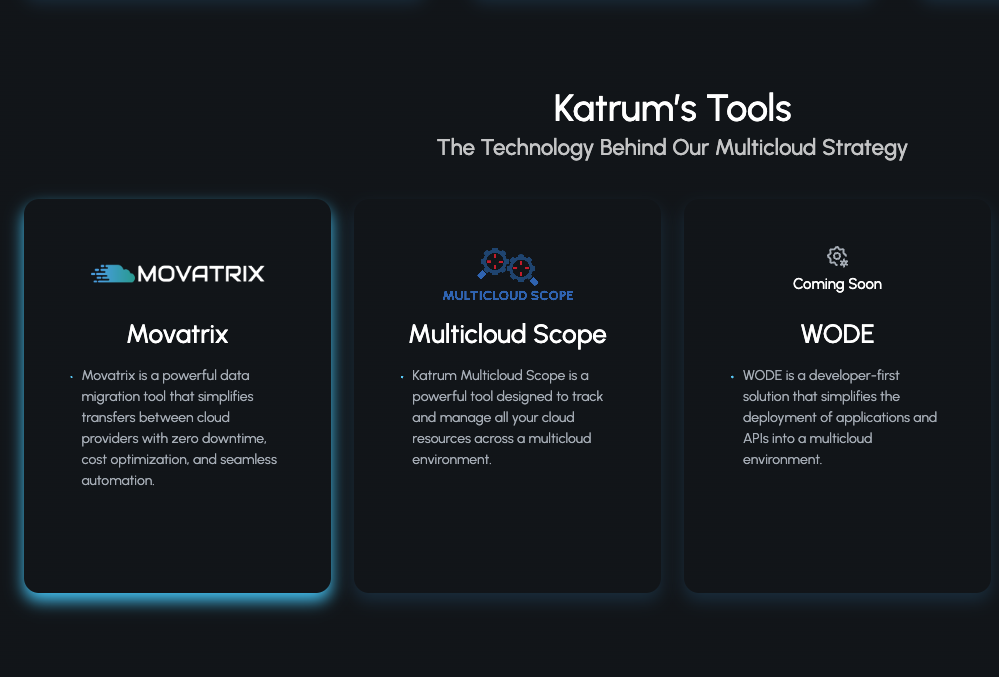 Katrum's Tools
The Technology Behind Our Multicloud Strategy
MOVATRIX
Movatrix
· Movatrix is a powerful data
migration tool that simplifies
transfers between cloud
providers with zero downtime,
cost optimization, and seamless
automation.
MULTICLOUD SCOPE
Multicloud Scope
· Katrum Multicloud Scope is a
powerful tool designed to track
and manage all your cloud
resources across a multicloud
environment.
Coming Soon
WODE
· WODE is a developer-first
solution that simplifies the
deployment of applications and
APIs into a multicloud
environment.